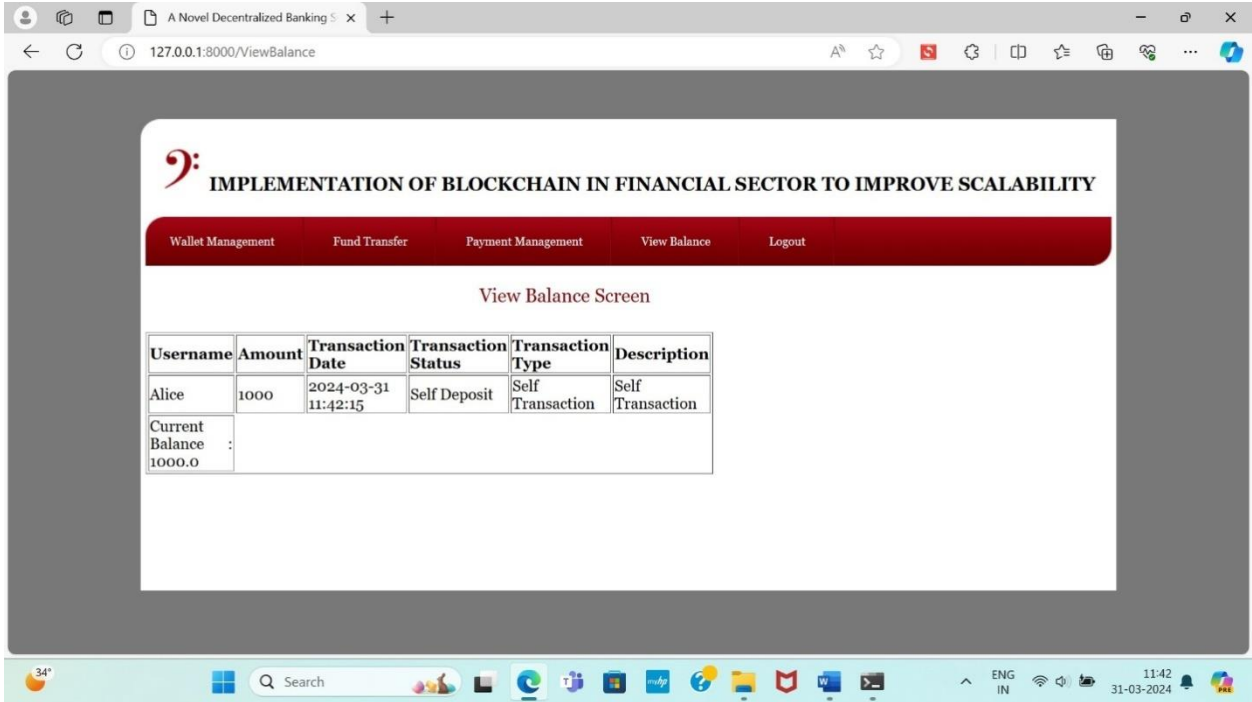 A Novel Decentralized Banking S
127.0.0.1:8000/ViewBalance
IMPLEMENTATION OF BLOCKCHAIN IN FINANCIAL SECTOR TO IMPROVE SCALABILITY
Wallet Management Fund Transfer Payment Management View Balance Logout
View Balance Screen
Username Amount Transaction Date Transaction Status Transaction Type Description
Alice 1000 2024-03-31 11:42:15 Self Deposit Self Transaction Self Transaction
Current
Balance :
1000.0
34°
Search
myhp
ENG
IN
11:42
31-03-2024
PRE